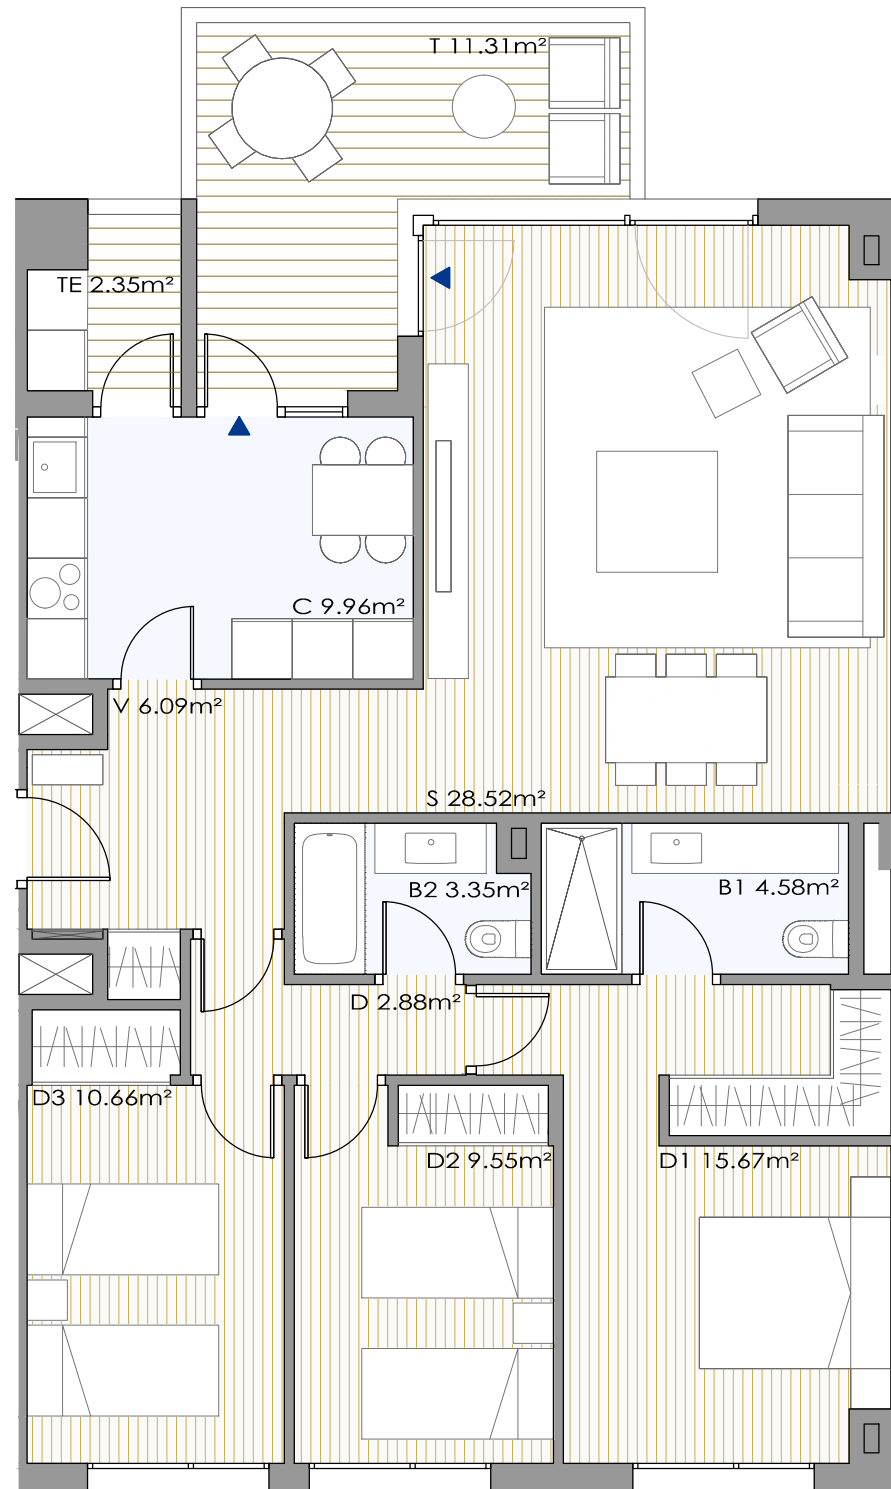 T 11.31m²
TE 2.35m²
C 9.96m²
V 6.09m²
S 28.52m²
B2 3.35m²
B1 4.58m²
D 2.88m²
D3 10.66m²
D2 9.55m²
D1 15.67m²